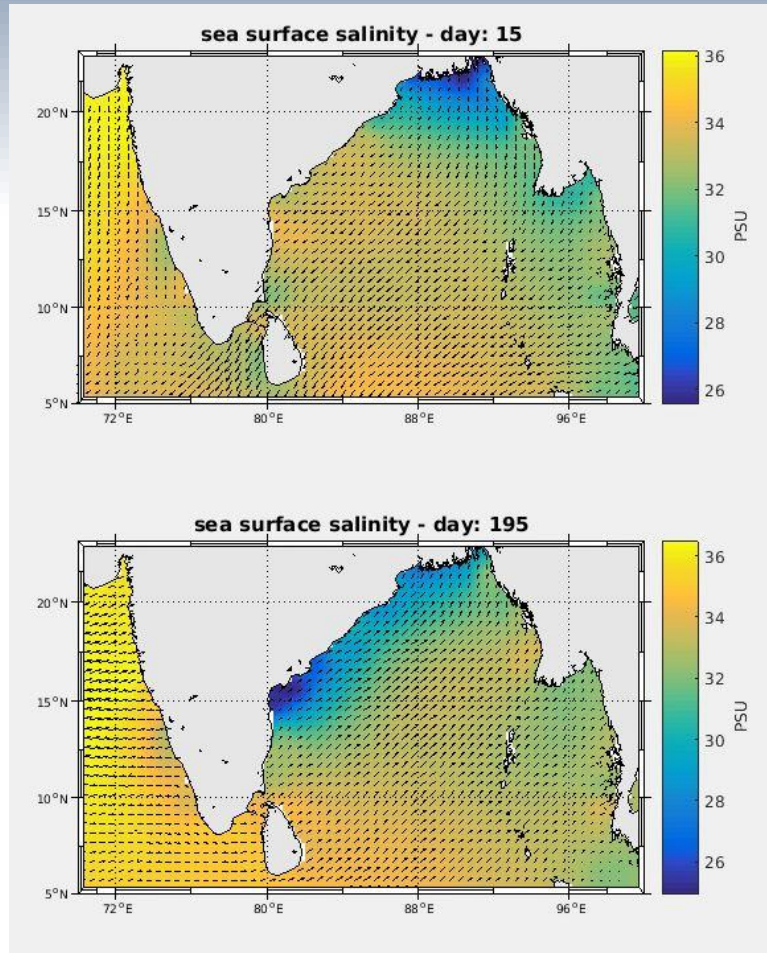 sea surface salinity - day: 15
20°N
15°N
10°N
5°N
72°E
80°E
88°E
96°E
36
34
32
30
28
26
PSU
sea surface salinity - day: 195
20°N
15°N
10°N
5°N
72°E
80°E
88°E
96°E
36
34
32
30
28
26
PSU